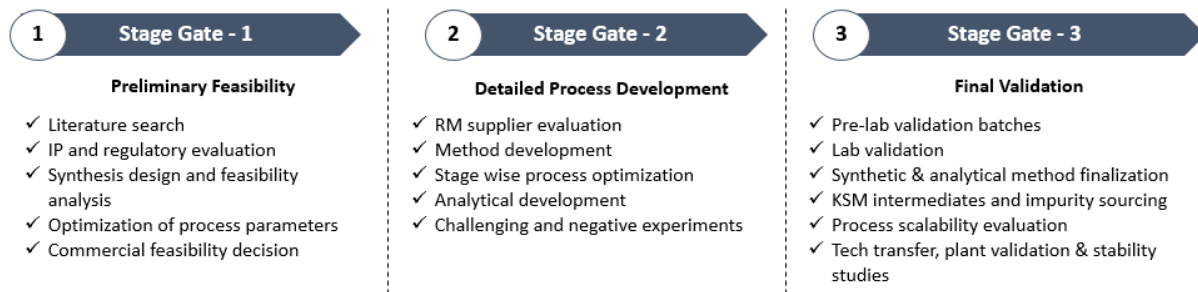 1
Stage Gate - 1
Preliminary Feasibility
✓ Literature search
✓ IP and regulatory evaluation
✓ Synthesis design and feasibility
analysis
✓ Optimization of process parameters
✓ Commercial feasibility decision
2
Stage Gate - 2
Detailed Process Development
✓ RM supplier evaluation
✓ Method development
✓ Stage wise process optimization
✓ Analytical development
✓ Challenging and negative experiments
3
Stage Gate - 3
Final Validation
✓ Pre-lab validation batches
✓ Lab validation
✓ Synthetic & analytical method finalization
✓ KSM intermediates and impurity sourcing
✓ Process scalability evaluation
✓ Tech transfer, plant validation & stability
studies